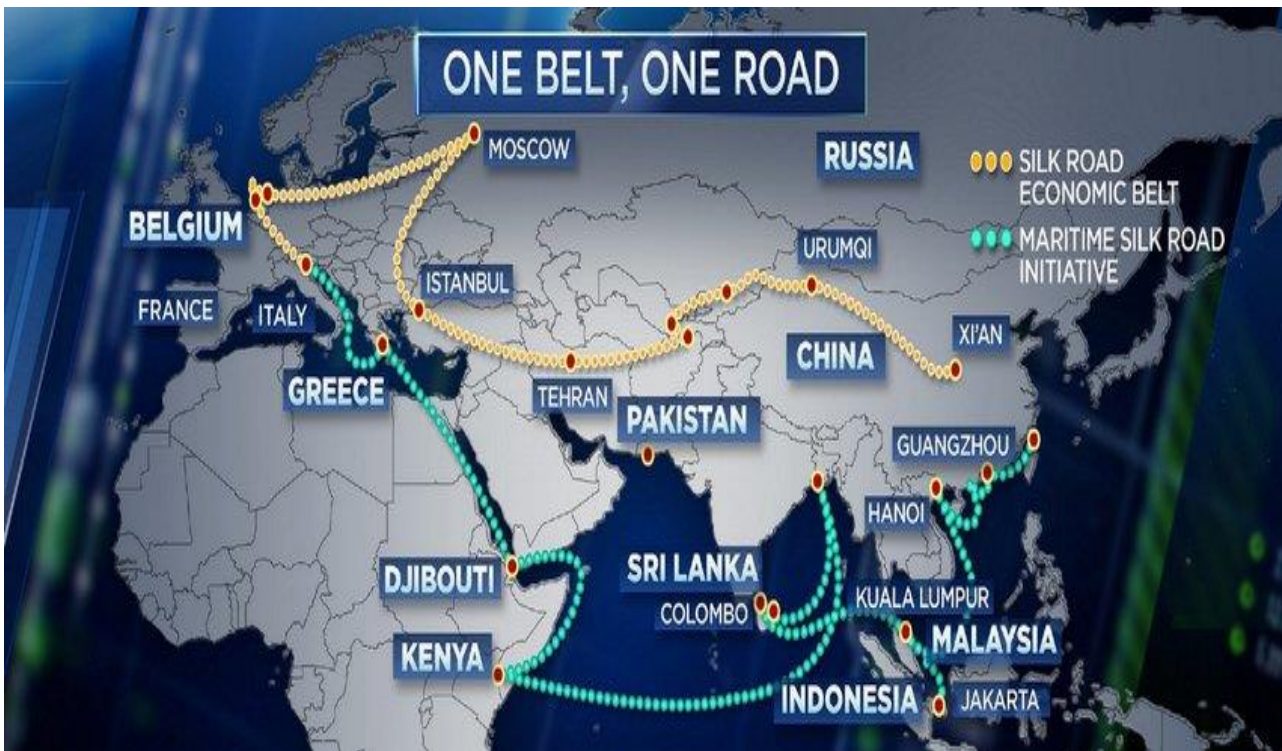 ONE BELT, ONE ROAD
MOSCOW
RUSSIA
SILK ROAD
ECONOMIC BELT
MARITIME SILK ROAD
INITIATIVE
BELGIUM
URUMQI
ISTANBUL
FRANCE
ITALY
XI'AN
CHINA
GREECE
TEHRAN
PAKISTAN
GUANGZHOU
HANOI
DJIBOUTI
SRI LANKA
COLOMBO
KUALA LUMPUR
MALAYSIA
KENYA
INDONESIA
JAKARTA